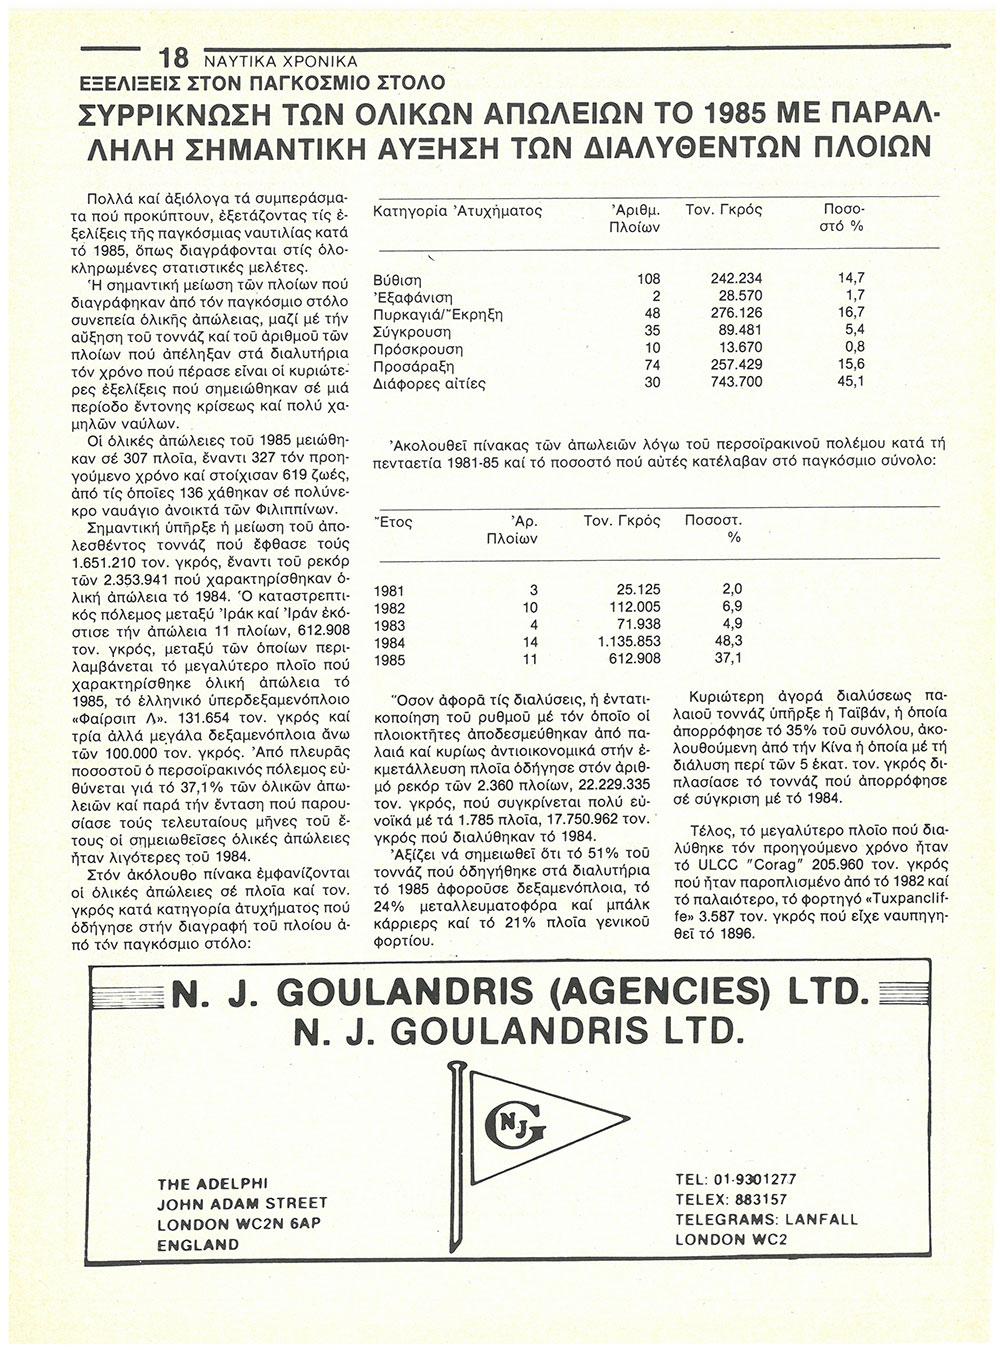 18 ΝΑΥΤΙΚΑ ΧΡΟΝΙΚΑ
ΕΞΕΛΙΞΕΙΣ ΣΤΟΝ ΠΑΓΚΟΣΜΙΟ ΣΤΟΛΟ
ΣΥΡΡΙΚΝΩΣΗ ΤΩΝ ΟΛΙΚΩΝ ΑΠΩΛΕΙΩΝ ΤΟ 1985 ΜΕ ΠΑΡΑΛ-
ΛΗΛΗ ΣΗΜΑΝΤΙΚΗ ΑΥΞΗΣΗ ΤΩΝ ΔΙΑΛΥΘΕΝΤΩΝ ΠΛΟΙΩΝ
Πολλά καί ἀξιόλογα τά συμπεράσμα-
τα πού προκύπτουν, ἐξετάζοντας τίς ἐ-
ξελίξεις τῆς παγκόσμιας ναυτιλίας κατά
τό 1985, ὅπως διαγράφονται στίς ὁλο-
κληρωμένες στατιστικές μελέτες.
Ἡ σημαντική μείωση τῶν πλοίων πού
διαγράφηκαν ἀπό τόν παγκόσμιο στόλο
συνεπεία ὁλικῆς ἀπώλειας, μαζί μέ τήν
αὔξηση τοῦ τοννάζ καί τοῦ ἀριθμοῦ τῶν
πλοίων πού ἀπέληξαν στά διαλυτήρια
τόν χρόνο πού πέρασε εἶναι οἱ κυριώτε-
ρες ἐξελίξεις πού σημειώθηκαν σέ μιά
περίοδο ἔντονης κρίσεως καί πολύ χα-
μηλῶν ναύλων.
Οἱ ὁλικές ἀπώλειες τοῦ 1985 μειώθη-
καν σέ 307 πλοῖα, ἔναντι 327 τόν προη-
γούμενο χρόνο καί στοίχισαν 619 ζωές,
ἀπό τίς ὁποῖες 136 χάθηκαν σέ πολύνε-
κρο ναυάγιο ἀνοικτά τῶν Φιλιππίνων.
Σημαντική ὑπῆρξε ἡ μείωση τοῦ ἀπο-
λεσθέντος τοννάζ πού ἔφθασε τούς
1.651.210 τον. γκρός, ἔναντι τοῦ ρεκόρ
τῶν 2.353.941 πού χαρακτηρίσθηκαν ὁ-
λική ἀπώλεια τό 1984. Ὁ καταστρεπτι-
κός πόλεμος μεταξύ Ἰράκ καί Ἰράν ἐκό-
στισε τήν ἀπώλεια 11 πλοίων, 612.908
τον. γκρός, μεταξύ τῶν ὁποίων περι-
λαμβάνεται τό μεγαλύτερο πλοῖο πού
χαρακτηρίσθηκε ὁλική ἀπώλεια τό
1985, τό ἑλληνικό ὑπερδεξαμενόπλοιο
«Φαίρσιπ Λ». 131.654 τον. γκρός καί
τρία ἀλλά μεγάλα δεξαμενόπλοια ἄνω
τῶν 100.000 τον. γκρός. Ἀπό πλευρᾶς
ποσοστοῦ ὁ περσοϊρακινός πόλεμος εὐ-
θύνεται γιά τό 37,1% τῶν ὁλικῶν ἀπω-
λειῶν καί παρά τήν ἔνταση πού παρου-
σίασε τούς τελευταίους μῆνες τοῦ ἔ-
τους οἱ σημειωθεῖσες ὁλικές ἀπώλειες
ἦταν λιγότερες τοῦ 1984.
Στόν ἀκόλουθο πίνακα ἐμφανίζονται
οἱ ὁλικές ἀπώλειες σέ πλοῖα καί τον.
γκρός κατά κατηγορία ἀτυχήματος πού
ὁδήγησε στήν διαγραφή τοῦ πλοίου ἀ-
πό τόν παγκόσμιο στόλο:
Κατηγορία Ἀτυχήματος Ἀριθμ. Τον. Γκρός Ποσο-
Πλοίων στό %
Βύθιση 108 242.234 14,7
Ἐξαφάνιση 2 28.570 1,7
Πυρκαγιά/Ἔκρηξη 48 276.126 16,7
Σύγκρουση 35 89.481 5,4
Πρόσκρουση 10 13.670 0,8
Προσάραξη 74 257.429 15,6
Διάφορες αἰτίες 30 743.700 45,1
Ἀκολουθεῖ πίνακας τῶν ἀπωλειῶν λόγω τοῦ περσοϊρακινοῦ πολέμου κατά τή
πενταετία 1981-85 καί τό ποσοστό πού αὐτές κατέλαβαν στό παγκόσμιο σύνολο:
Ἔτος Ἀρ. Τον. Γκρός Ποσοστ.
Πλοίων %
1981 3 25.125 2,0
1982 10 112.005 6,9
1983 4 71.938 4,9
1984 14 1.135.853 48,3
1985 11 612.908 37,1
Ὅσον ἀφορᾶ τίς διαλύσεις, ἡ ἐντατι-
κοποίηση τοῦ ρυθμοῦ μέ τόν ὁποῖο οἱ
πλοιοκτῆτες ἀποδεσμεύθηκαν ἀπό πα-
λαιά καί κυρίως ἀντιοικονομικά στήν ἐ-
κμετάλλευση πλοῖα ὁδήγησε στόν ἀριθ-
μό ρεκόρ τῶν 2.360 πλοίων, 22.229.335
τον. γκρός, πού συγκρίνεται πολύ εὐ-
νοϊκά μέ τά 1.785 πλοῖα, 17.750.962 τον.
γκρός πού διαλύθηκαν τό 1984.
Ἀξίζει νά σημειωθεῖ ὅτι τό 51% τοῦ
τοννάζ πού ὁδηγήθηκε στά διαλυτήρια
τό 1985 ἀφοροῦσε δεξαμενόπλοια, τό
24% μεταλλευματοφόρα καί μπάλκ
κάρριερς καί τό 21% πλοῖα γενικοῦ
φορτίου.
Κυριώτερη ἀγορά διαλύσεως πα-
λαιοῦ τοννάζ ὑπῆρξε ἡ Ταϊβάν, ἡ ὁποία
ἀπορρόφησε τό 35% τοῦ συνόλου, ἀκο-
λουθούμενη ἀπό τήν Κίνα ἡ ὁποία μέ τή
διάλυση περί τῶν 5 ἑκατ. τον. γκρός δι-
πλασίασε τό τοννάζ πού ἀπορρόφησε
σέ σύγκριση μέ τό 1984.
Τέλος, τό μεγαλύτερο πλοῖο πού δια-
λύθηκε τόν προηγούμενο χρόνο ἦταν
τό ULCC "Corag" 205.960 τον. γκρός
πού ἦταν παροπλισμένο ἀπό τό 1982 καί
τό παλαιότερο, τό φορτηγό «Tuxpanclif-
fe» 3.587 τον. γκρός πού εἶχε ναυπηγη-
θεῖ τό 1896.
N. J. GOULANDRIS (AGENCIES) LTD.
N. J. GOULANDRIS LTD.
NJG
THE ADELPHI
JOHN ADAM STREET
LONDON WC2N 6AP
ENGLAND
TEL: 01-9301277
TELEX: 883157
TELEGRAMS: LANFALL
LONDON WC2